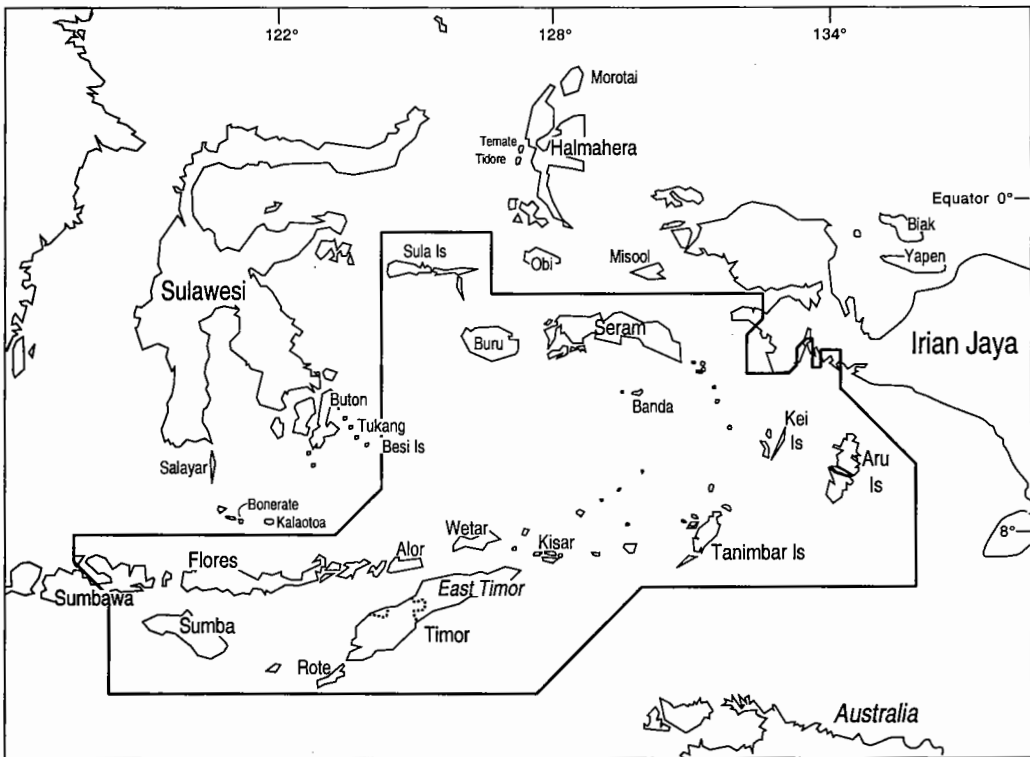 122°
128°
134°
Morotai
Ternate
Tidore
Halmahera
Equator 0°
Biak
Yapen
Sula Is
Obi
Misool
Sulawesi
Buru
Seram
Irian Jaya
Buton
Tukang
Besi Is
Banda
Kei
Is
Aru
Is
Salayar
Bonerate
Kalaotoa
Wetar
Kisar
8°
Tanimbar Is
Flores
Alor
East Timor
Sumbawa
Sumba
Timor
Rote
Australia